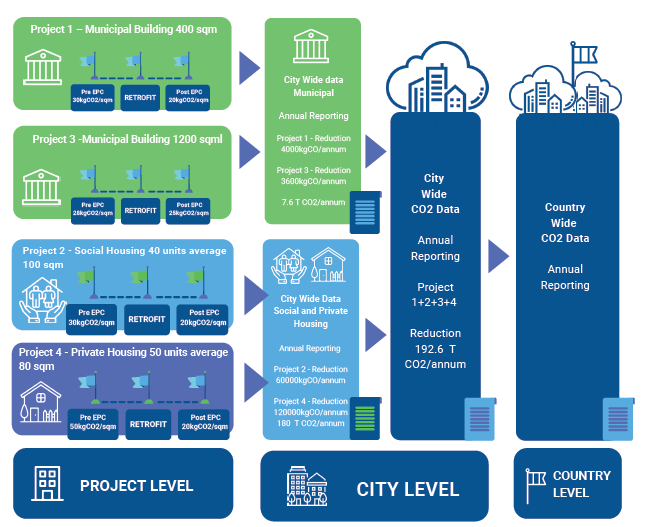 Project 1 – Municipal Building 400 sqm
Pre EPC
30kgCO2/sqm
RETROFIT
Post EPC
20kgCO2/sqm
Project 3 -Municipal Building 1200 sqml
Pre EPC
28kgCO2/sqm
RETROFIT
Post EPC
25kgCO2/sqm
Project 2 - Social Housing 40 units average
100 sqm
Pre EPC
30kgCO2/sqm
RETROFIT
Post EPC
20kgCO2/sqm
Project 4 - Private Housing 50 units average
80 sqm
Pre EPC
50kgCO2/sqm
RETROFIT
Post EPC
20kgCO2/sqm
City Wide data
Municipal
Annual Reporting
Project 1 - Reduction
4000kgCO/annum
Project 3 - Reduction
3600kgCO/annum
7.6 T CO2/annum
City Wide Data
Social and Private
Housing
Annual Reporting
Project 2 - Reduction
60000kgCO/annum
Project 4 - Reduction
120000kgCO/annum
180 T CO2/annum
City
Wide
CO2 Data
Annual
Reporting
Project
1+2+3+4
Reduction
192.6 T
CO2/annum
Country
Wide
CO2 Data
Annual
Reporting
PROJECT LEVEL
CITY LEVEL
COUNTRY
LEVEL